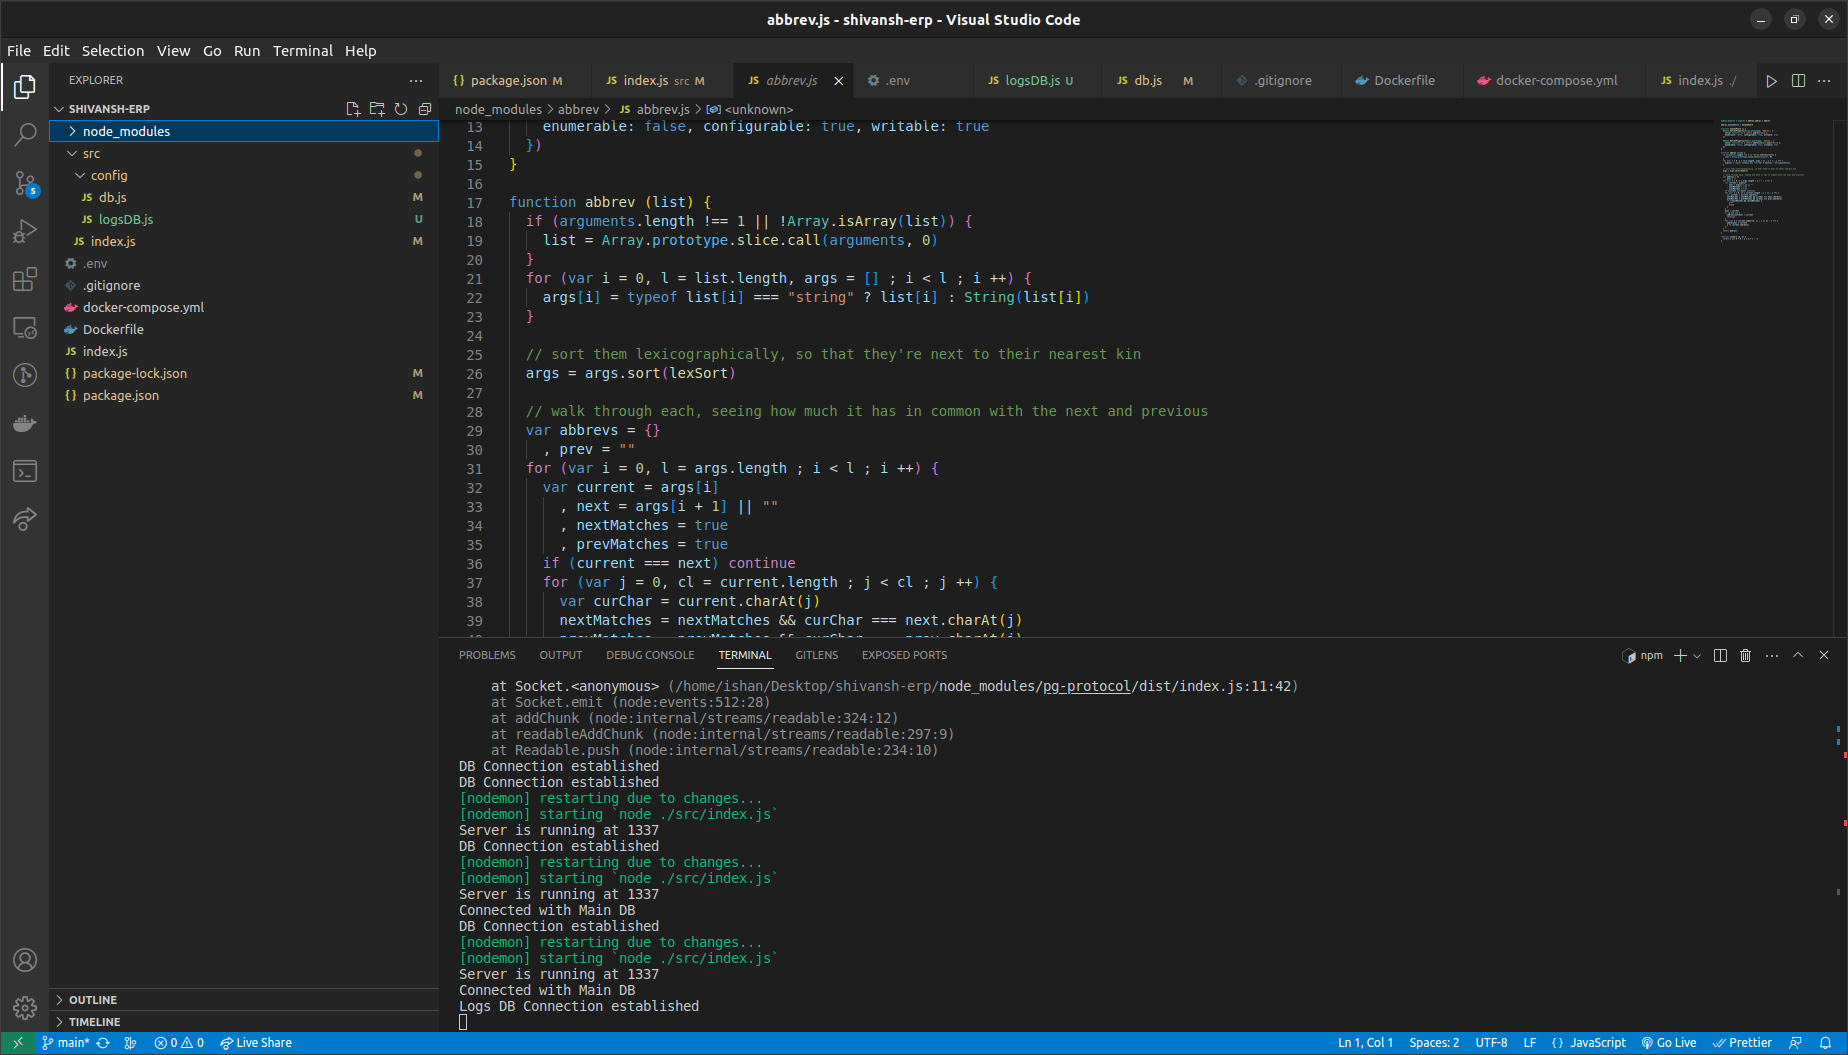 abbrev.js - shivansh-erp - Visual Studio Code
File Edit Selection View Go Run Terminal Help
EXPLORER
SHIVANSH-ERP
node_modules
src
config
db.js M
logsDB.js U
index.js M
.env
.gitignore
docker-compose.yml
Dockerfile
index.js
package-lock.json M
package.json M
OUTLINE
TIMELINE
5
{} package.json M JS index.js src M JS abbrev.js .env JS logsDB.js U JS db.js M .gitignore Dockerfile docker-compose.yml JS index.js ./
node_modules > abbrev > JS abbrev.js > <unknown>
13 enumerable: false, configurable: true, writable: true
14 })
15 }
16
17 function abbrev (list) {
18 if (arguments.length !== 1 || !Array.isArray(list)) {
19 list = Array.prototype.slice.call(arguments, 0)
20 }
21 for (var i = 0, l = list.length, args = [] ; i < l ; i ++) {
22 args[i] = typeof list[i] === "string" ? list[i] : String(list[i])
23 }
24
25 // sort them lexicographically, so that they're next to their nearest kin
26 args = args.sort(lexSort)
27
28 // walk through each, seeing how much it has in common with the next and previous
29 var abbrevs = {}
30 , prev = ""
31 for (var i = 0, l = args.length ; i < l ; i ++) {
32 var current = args[i]
33 , next = args[i + 1] || ""
34 , nextMatches = true
35 , prevMatches = true
36 if (current === next) continue
37 for (var j = 0, cl = current.length ; j < cl ; j ++) {
38 var curChar = current.charAt(j)
39 nextMatches = nextMatches && curChar === next.charAt(j)
PROBLEMS OUTPUT DEBUG CONSOLE TERMINAL GITLENS EXPOSED PORTS npm
at Socket.<anonymous> (/home/ishan/Desktop/shivansh-erp/node_modules/pg-protocol/dist/index.js:11:42)
at Socket.emit (node:events:512:28)
at addChunk (node:internal/streams/readable:324:12)
at readableAddChunk (node:internal/streams/readable:297:9)
at Readable.push (node:internal/streams/readable:234:10)
DB Connection established
DB Connection established
[nodemon] restarting due to changes...
[nodemon] starting `node ./src/index.js`
Server is running at 1337
DB Connection established
[nodemon] restarting due to changes...
[nodemon] starting `node ./src/index.js`
Server is running at 1337
Connected with Main DB
DB Connection established
[nodemon] restarting due to changes...
[nodemon] starting `node ./src/index.js`
Server is running at 1337
Connected with Main DB
Logs DB Connection established
main* 0 0 Live Share Ln 1, Col 1 Spaces: 2 UTF-8 LF {} JavaScript Go Live Prettier